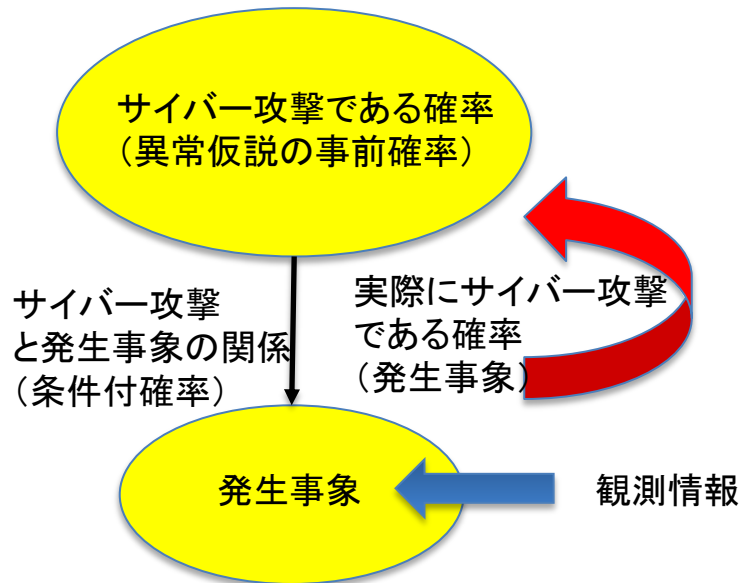 サイバー攻撃である確率
（異常仮説の事前確率）
サイバー攻撃
と発生事象の関係
（条件付確率）
実際にサイバー攻撃
である確率
（発生事象）
発生事象
観測情報